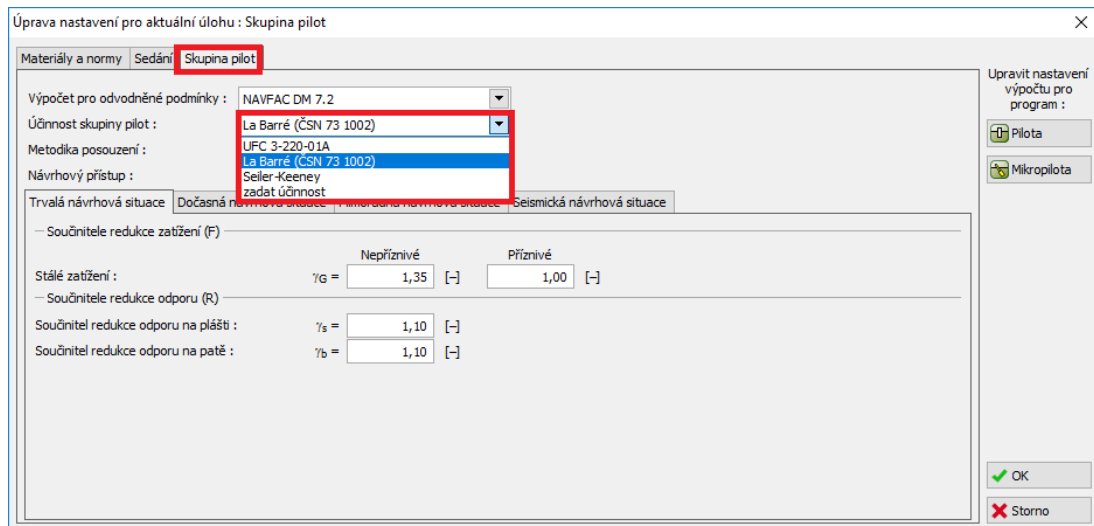 Úprava nastavení pro aktuální úlohu : Skupina pilot
Materiály a normy Sedání Skupina pilot
Upravit nastavení
výpočtu pro
program :
Výpočet pro odvodněné podmínky : NAVFAC DM 7.2
Účinnost skupiny pilot : La Barré (ČSN 73 1002)
Pilota
UFC 3-220-01A
Metodika posouzení :
La Barré (ČSN 73 1002)
Seiler-Keeney
Mikropilota
Návrhový přístup :
zadat účinnost
Trvalá návrhová situace Dočasná návrhová situace Mimořádná návrhová situace Seismická návrhová situace
Součinitele redukce zatížení (F)
Nepříznivé Příznivé
Stálé zatížení : γG = 1,35 [–] 1,00 [–]
Součinitele redukce odporu (R)
Součinitel redukce odporu na plášti : γs = 1,10 [–]
Součinitel redukce odporu na patě : γb = 1,10 [–]
OK
Storno